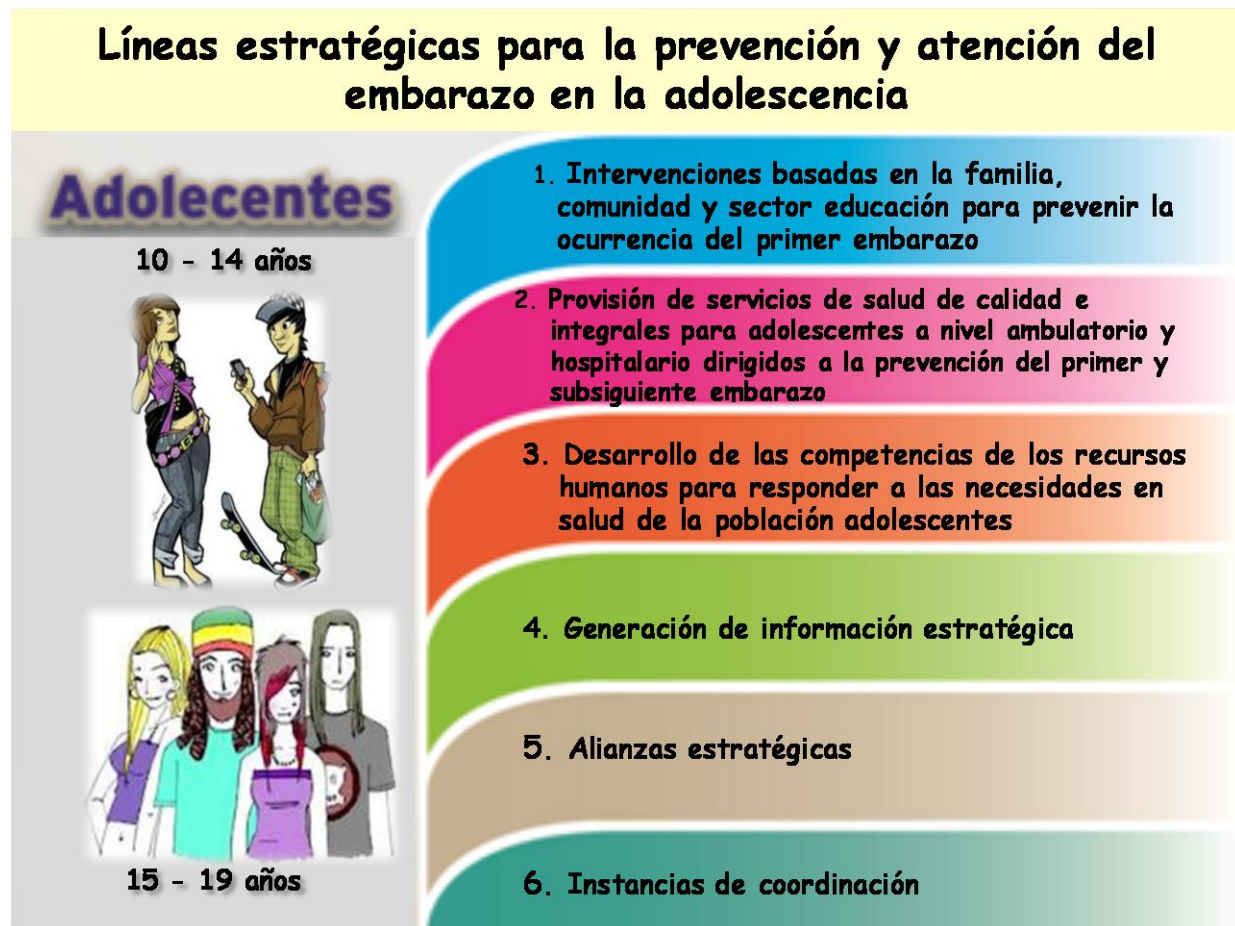 Líneas estratégicas para la prevención y atención del
embarazo en la adolescencia
Adolecentes
10 - 14 años
15 - 19 años
1. Intervenciones basadas en la familia,
comunidad y sector educación para prevenir la
ocurrencia del primer embarazo
2. Provisión de servicios de salud de calidad e
integrales para adolescentes a nivel ambulatorio y
hospitalario dirigidos a la prevención del primer y
subsiguiente embarazo
3. Desarrollo de las competencias de los recursos
humanos para responder a las necesidades en
salud de la población adolescentes
4. Generación de información estratégica
5. Alianzas estratégicas
6. Instancias de coordinación